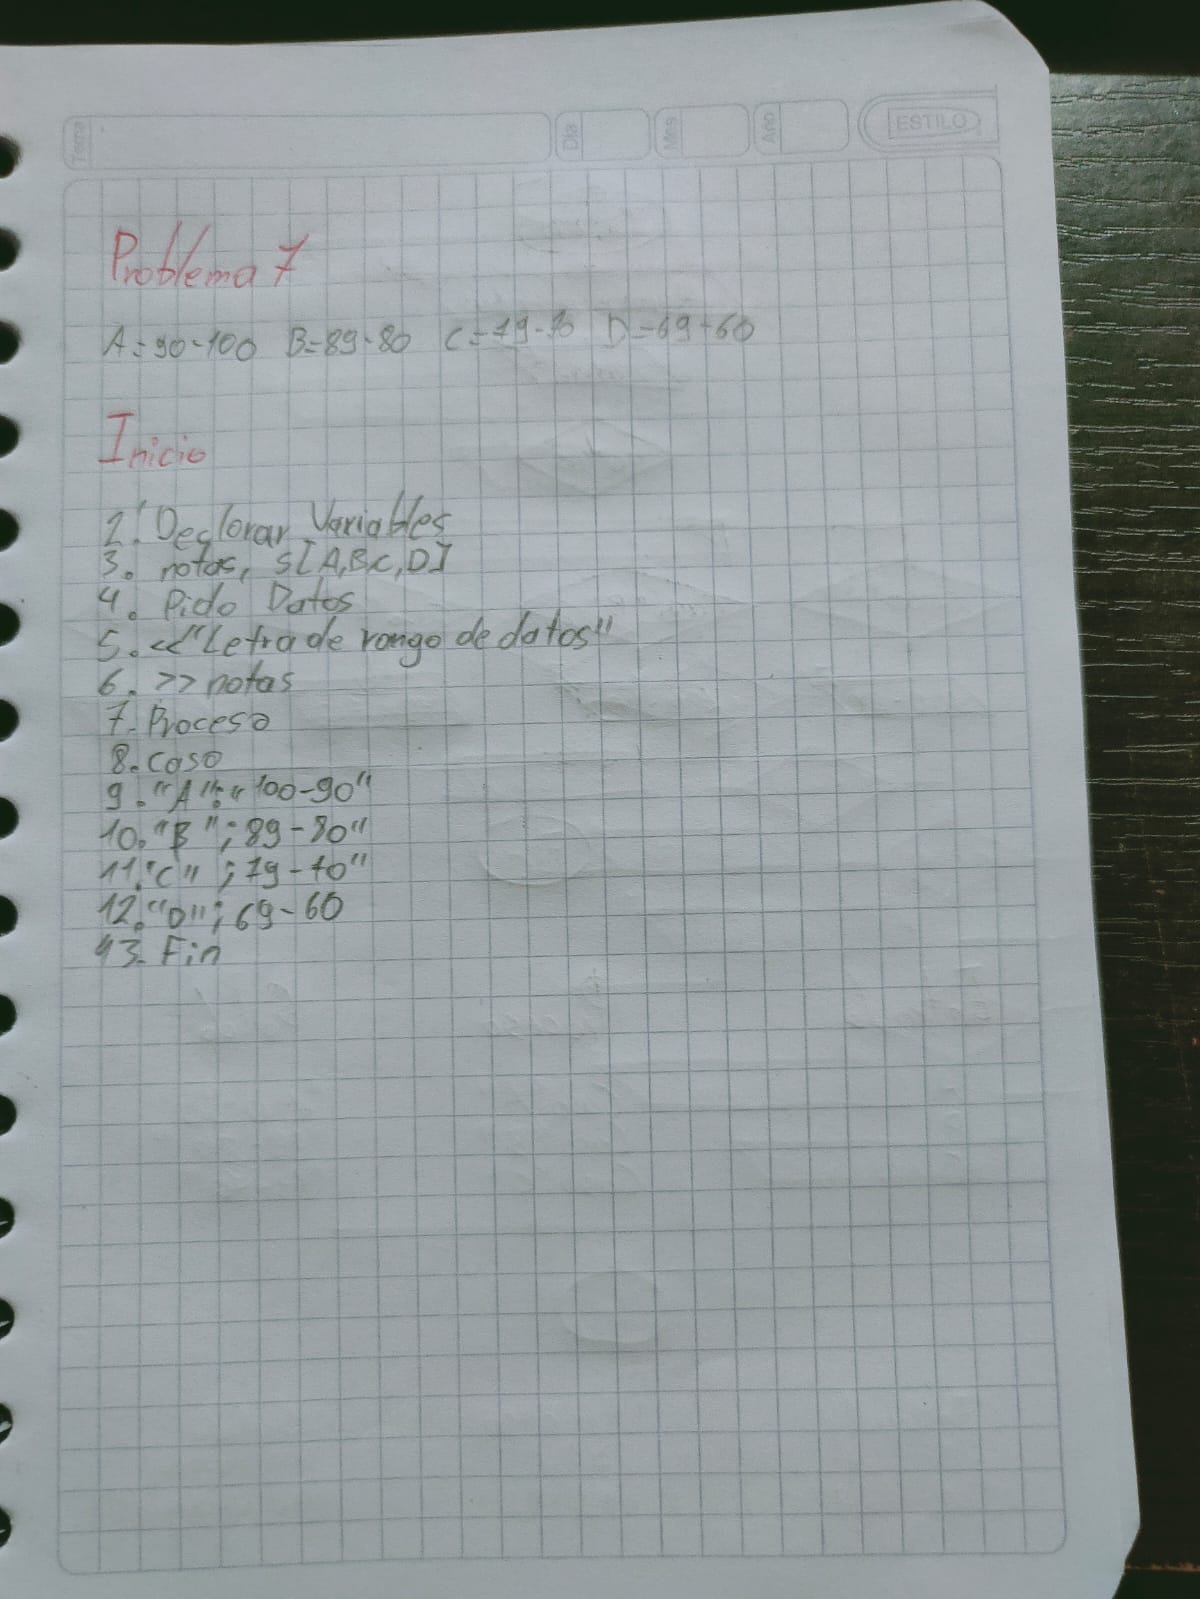 Tema Dia Mes Año ESTILO
Problema 7
A=90-100 B=89-80 C=79-70 D=69-60
Inicio
2. Declarar Variables
3. notas, S[A,B,C,D]
4. Pido Datos
5. <<"Letra de rango de datos"
6. >> notas
7. Proceso
8. Caso
9. "A":"100-90"
10. "B"; 89-80"
11. "C" ; 79-70"
12. "D"; 69-60
13. Fin